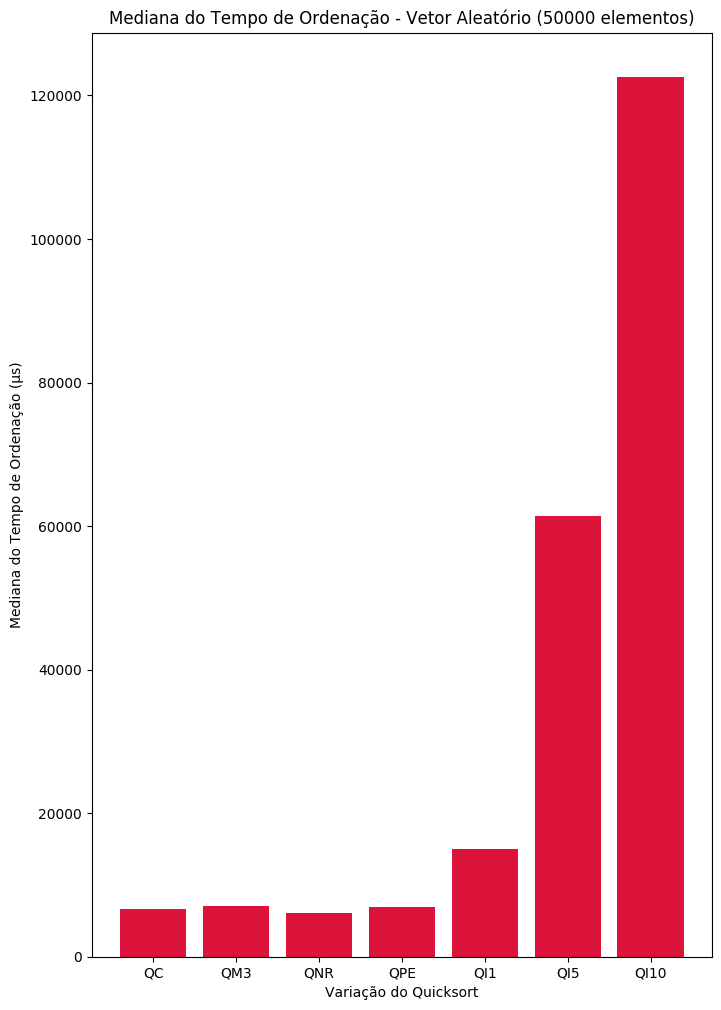 Mediana do Tempo de Ordenação - Vetor Aleatório (50000 elementos)
Mediana do Tempo de Ordenação (µs)
120000
100000
80000
60000
40000
20000
0
QC QM3 QNR QPE QI1 QI5 QI10
Variação do Quicksort